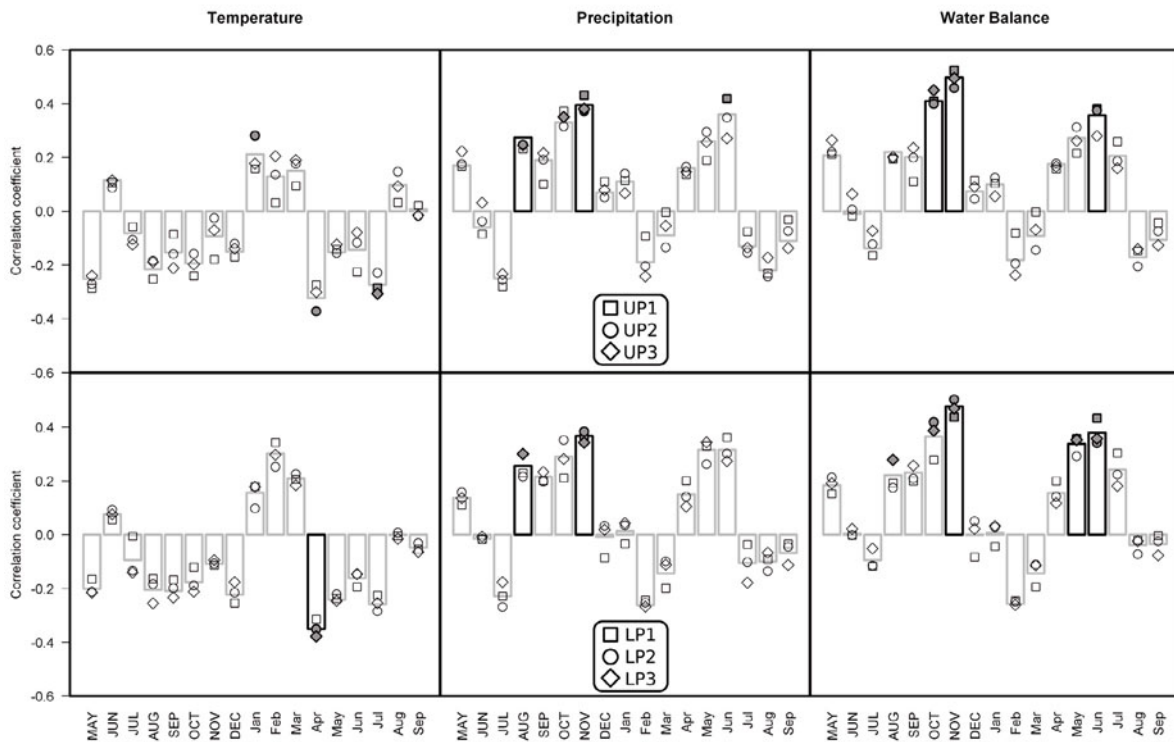 Temperature Precipitation Water Balance
0.6
0.4
0.2
0.0
-0.2
-0.4
-0.6
Correlation coefficient
UP1
UP2
UP3
0.4
0.2
0.0
-0.2
-0.4
-0.6
Correlation coefficient
LP1
LP2
LP3
MAY JUN JUL AUG SEP OCT NOV DEC Jan Feb Mar Apr May Jun Jul Aug Sep MAY JUN JUL AUG SEP OCT NOV DEC Jan Feb Mar Apr May Jun Jul Aug Sep MAY JUN JUL AUG SEP OCT NOV DEC Jan Feb Mar Apr May Jun Jul Aug Sep